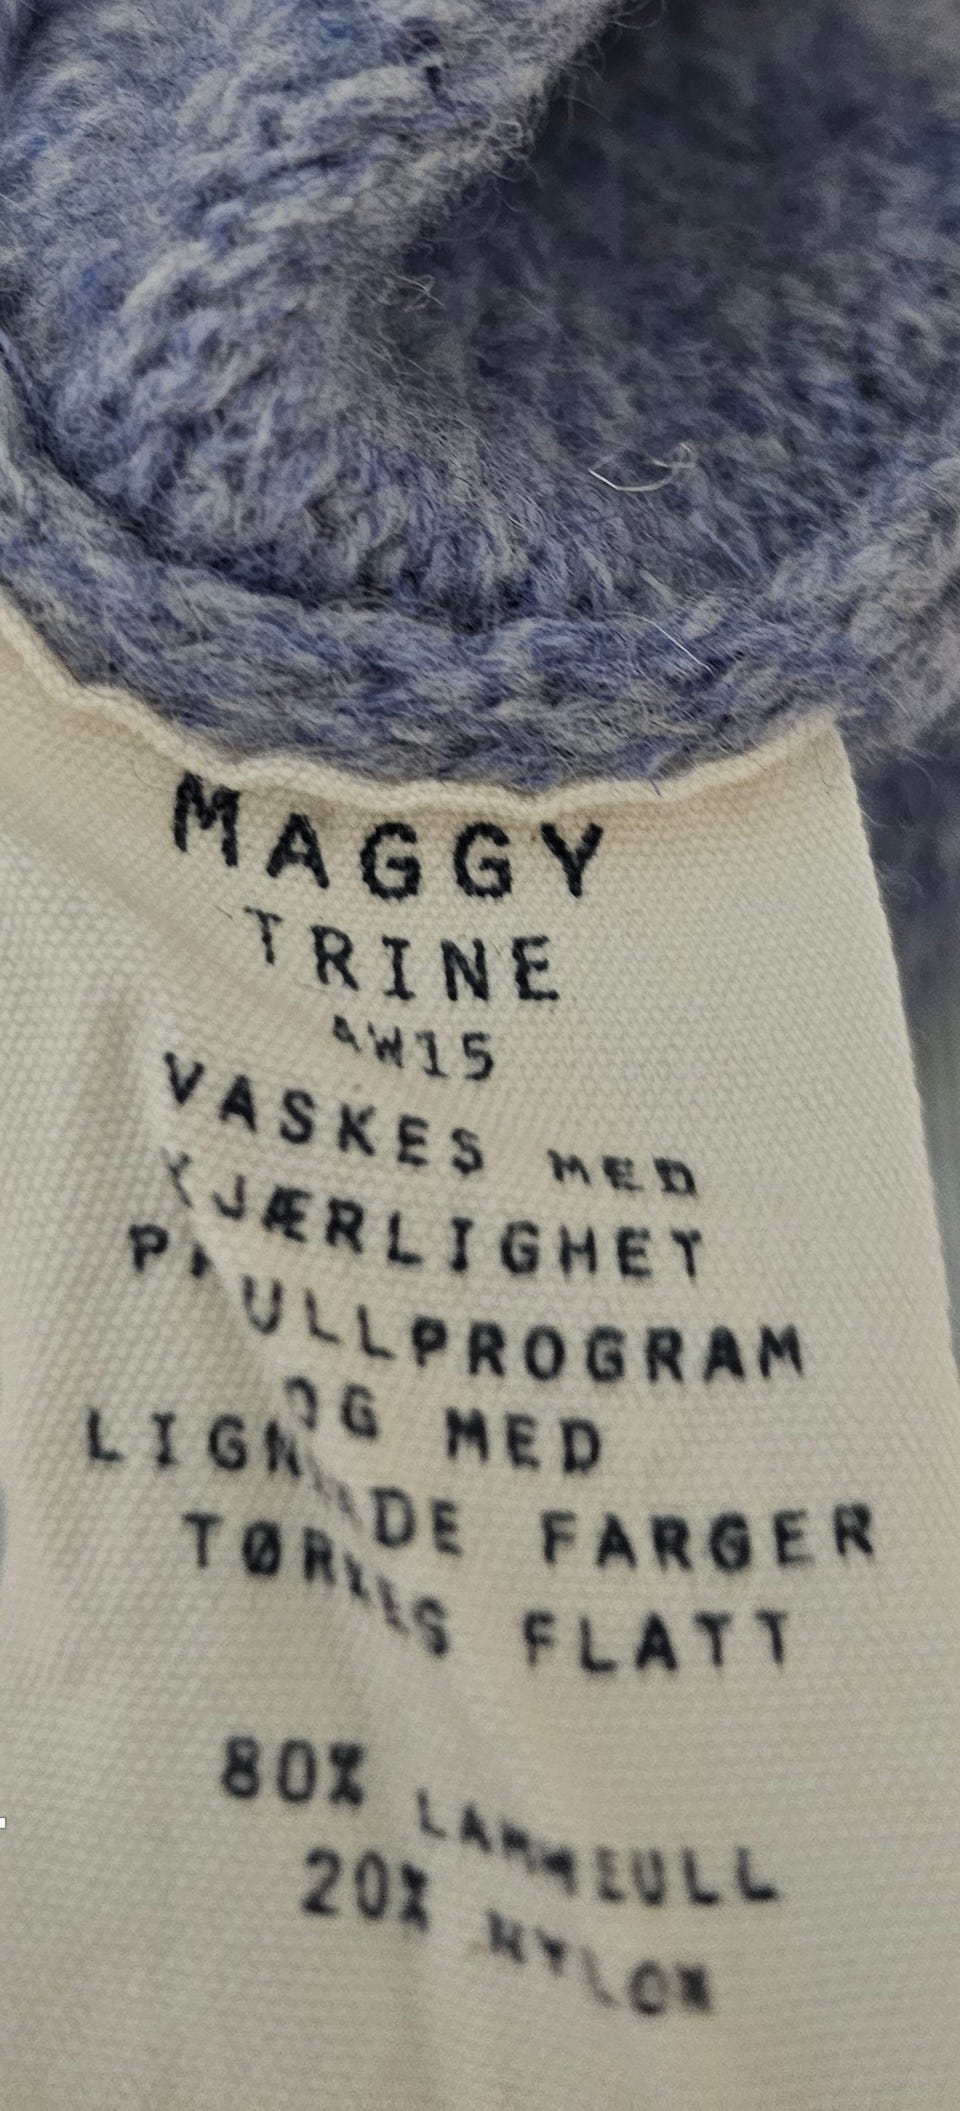 MAGGY
TRINE
AW15
VASKES MED
KJÆRLIGHET
PÅ ULLPROGRAM
OG MED
LIGNENDE FARGER
TØRKES FLATT
80% LAMMEULL
20% NYLON